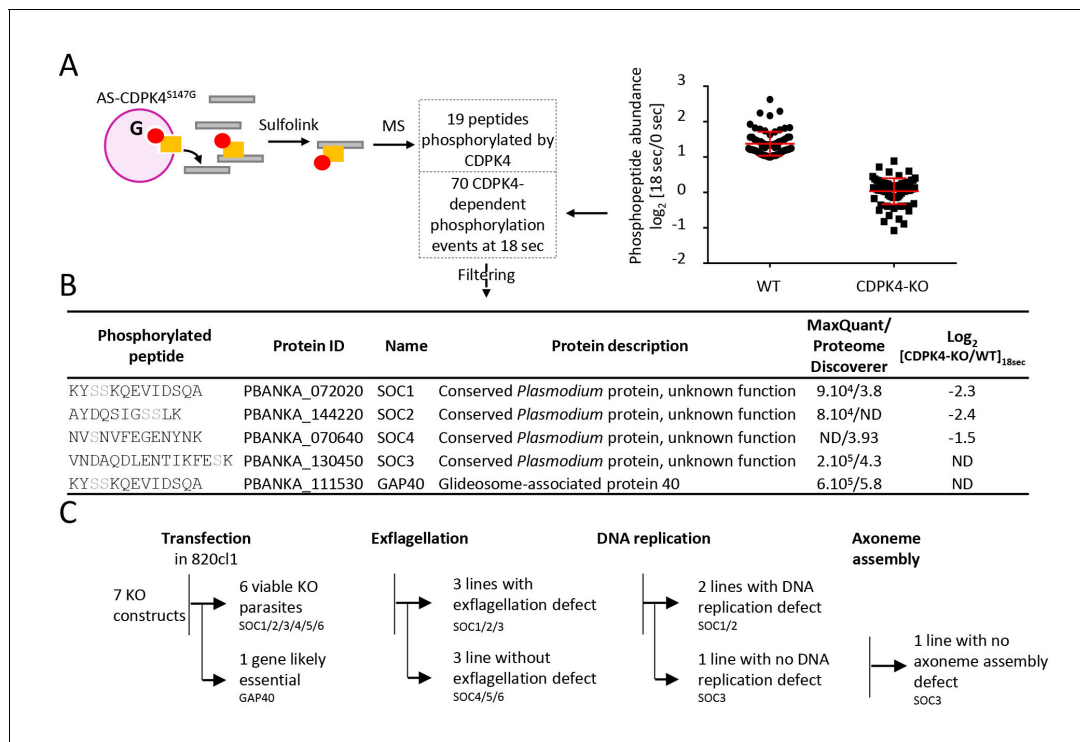 A
AS-CDPK4S147G
G
Sulfolink
MS
19 peptides
phosphorylated by
CDPK4
70 CDPK4-
dependent
phosphorylation
events at 18 sec
Filtering
Phosphopeptide abundance
log2 [18 sec/0 sec]
3
2
1
0
-1
-2
WT
CDPK4-KO
B
Phosphorylated
peptide
Protein ID
Name
Protein description
MaxQuant/
Proteome
Discoverer
Log2
[CDPK4-KO/WT]18sec
KYSSKQEVIDSQA PBANKA_072020 SOC1 Conserved Plasmodium protein, unknown function 9.10⁴/3.8 -2.3
AYDQSIGSSLK PBANKA_144220 SOC2 Conserved Plasmodium protein, unknown function 8.10⁴/ND -2.4
NVSNVFEGENYNK PBANKA_070640 SOC4 Conserved Plasmodium protein, unknown function ND/3.93 -1.5
VNDAQDLENTIKFESK PBANKA_130450 SOC3 Conserved Plasmodium protein, unknown function 2.10⁵/4.3 ND
KYSSKQEVIDSQA PBANKA_111530 GAP40 Glideosome-associated protein 40 6.10⁵/5.8 ND
C
Transfection
in 820cl1
7 KO
constructs
6 viable KO
parasites
SOC1/2/3/4/5/6
1 gene likely
essential
GAP40
Exflagellation
3 lines with
exflagellation defect
SOC1/2/3
3 line without
exflagellation defect
SOC4/5/6
DNA replication
2 lines with DNA
replication defect
SOC1/2
1 line with no DNA
replication defect
SOC3
Axoneme
assembly
1 line with no
axoneme assembly
defect
SOC3